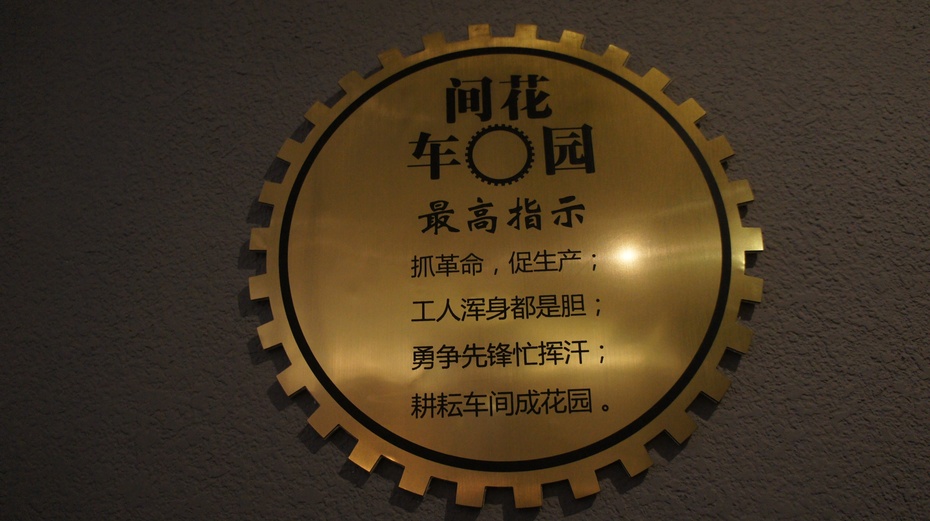 间花
车园
最高指示
抓革命，促生产；
工人浑身都是胆；
勇争先锋忙挥汗；
耕耘车间成花园。